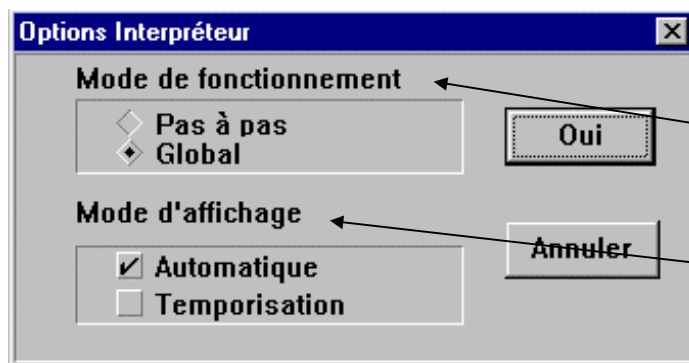 Options Interpréteur
Mode de fonctionnement
Pas à pas
Global
Oui
Mode d'affichage
Annuler
Automatique
Temporisation